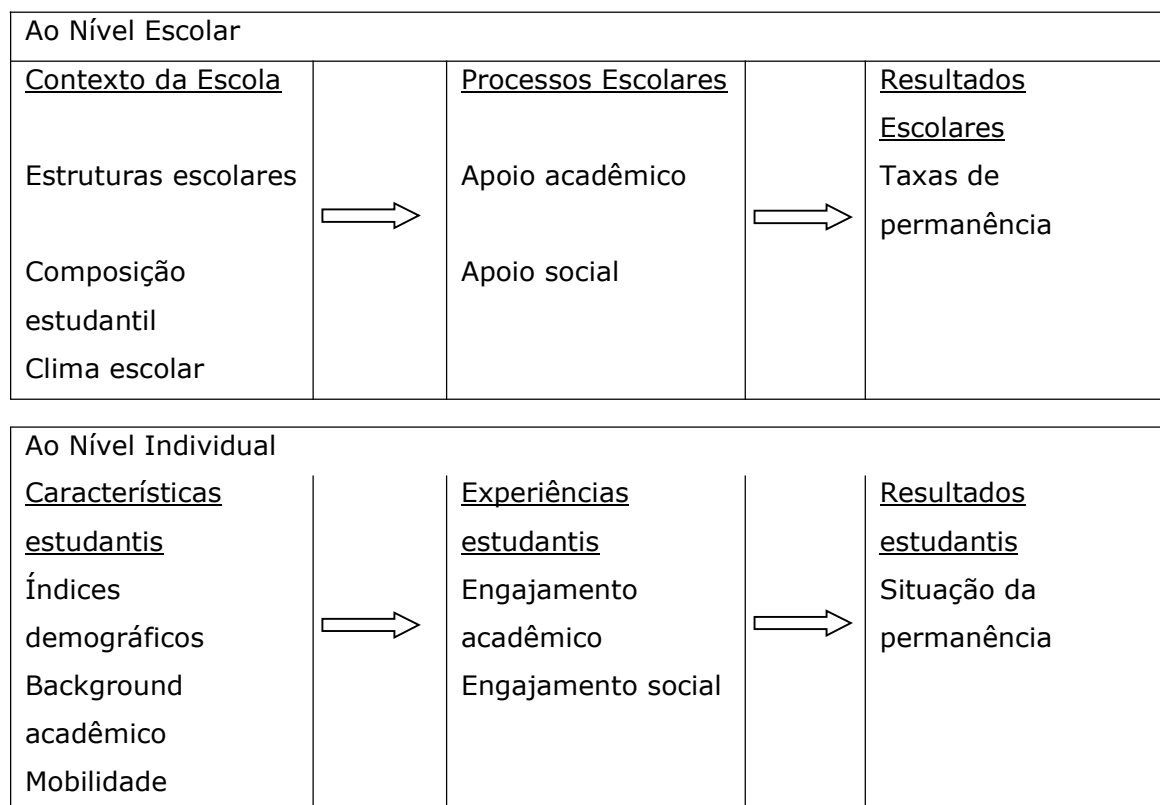 Ao Nível Escolar
Contexto da Escola
Estruturas escolares
Composição
estudantil
Clima escolar
Processos Escolares
Apoio acadêmico
Apoio social
Resultados
Escolares
Taxas de
permanência
Ao Nível Individual
Características
estudantis
Índices
demográficos
Background
acadêmico
Mobilidade
Experiências
estudantis
Engajamento
acadêmico
Engajamento social
Resultados
estudantis
Situação da
permanência